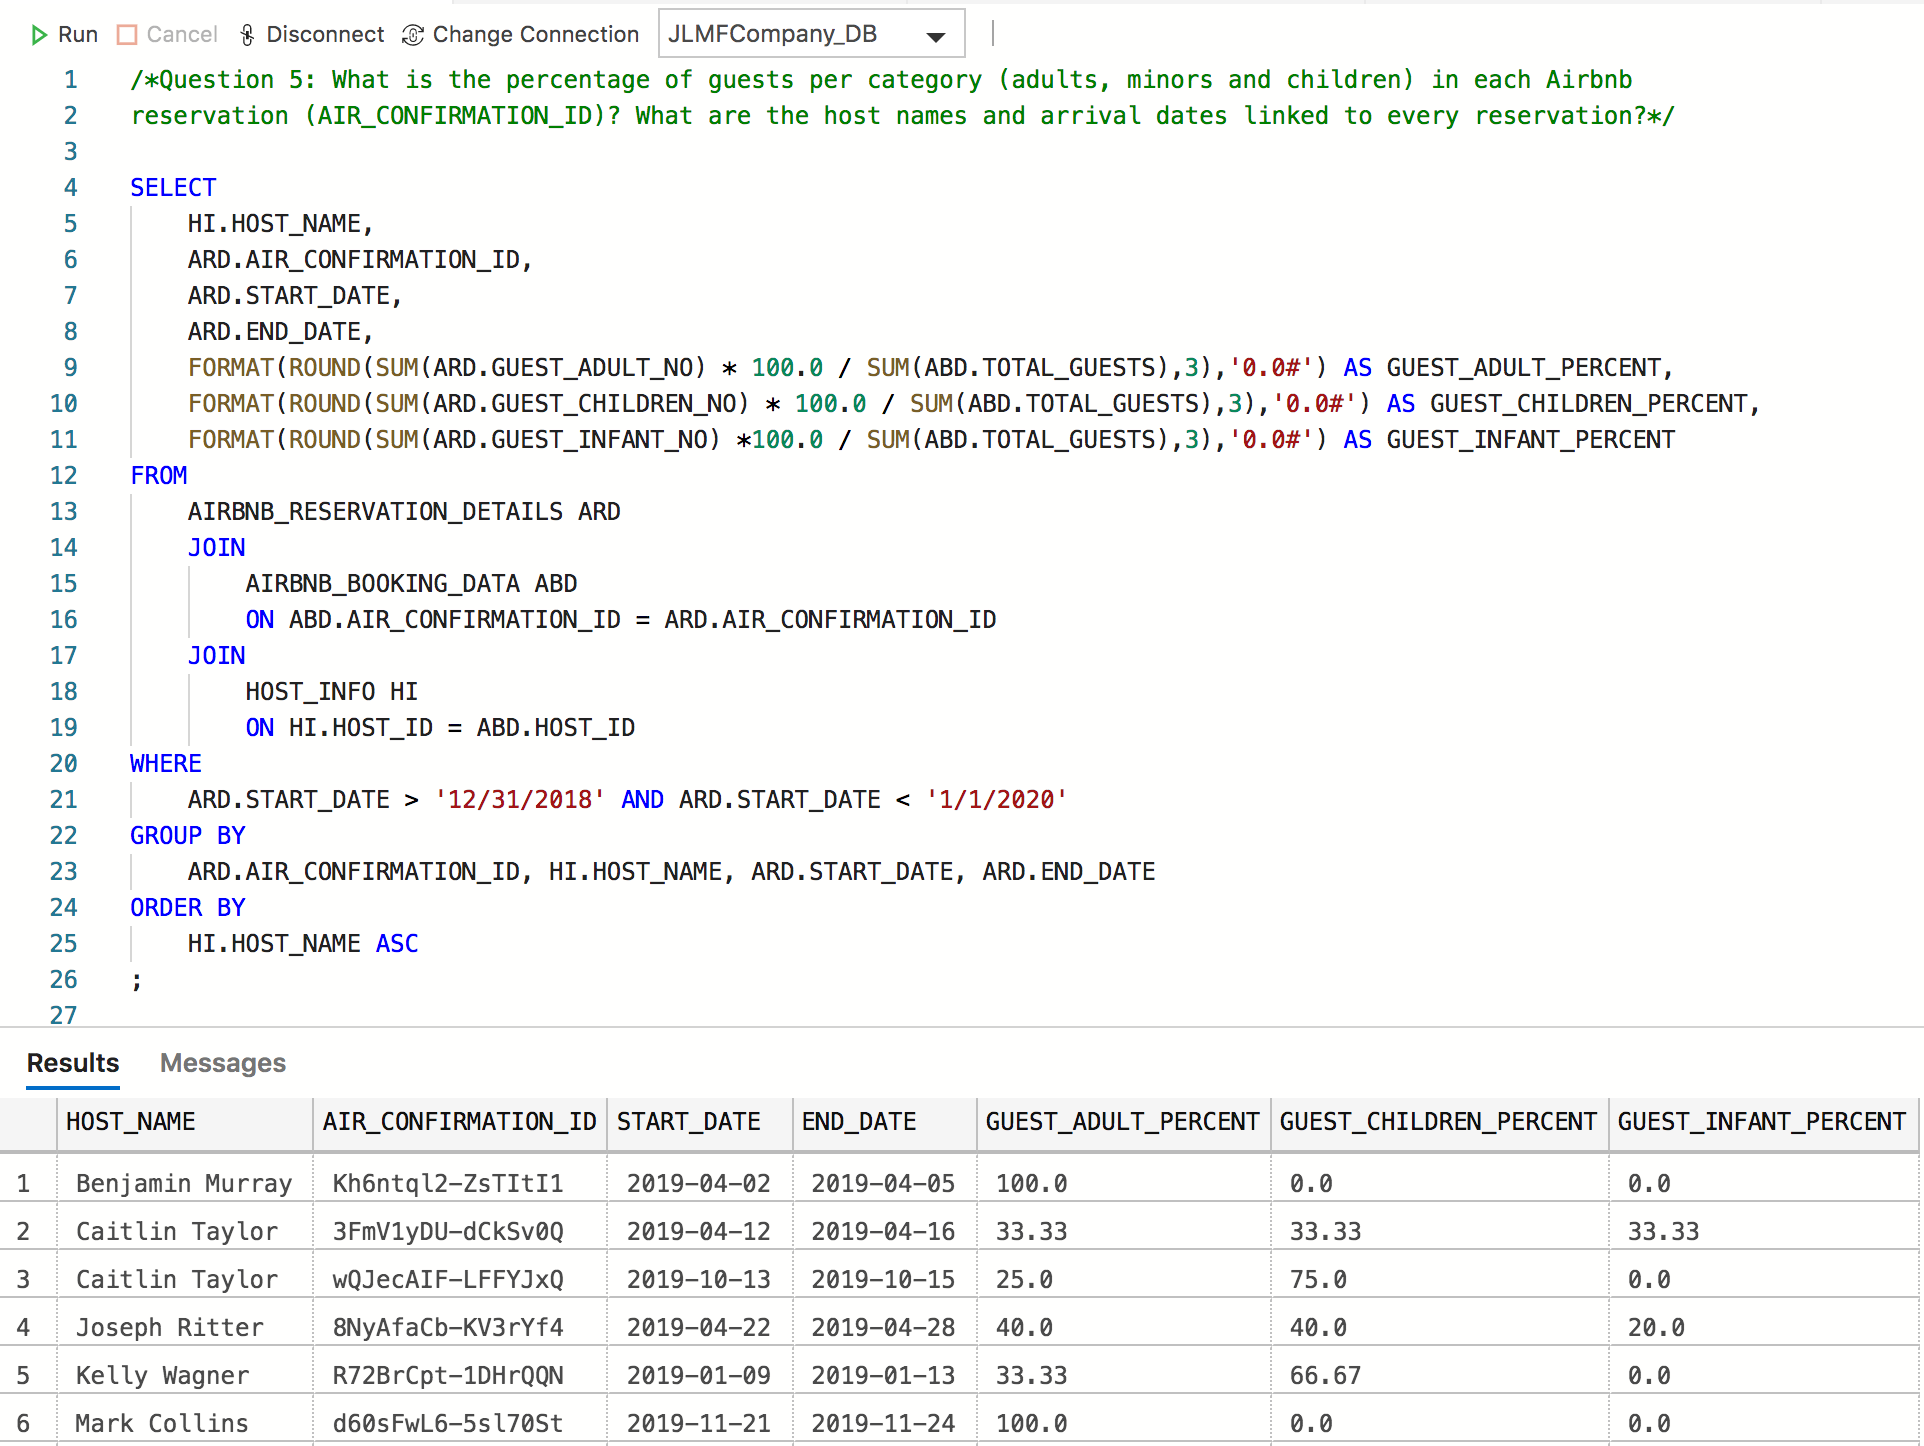 Run Cancel Disconnect Change Connection JLMFCompany_DB
1 /*Question 5: What is the percentage of guests per category (adults, minors and children) in each Airbnb
2 reservation (AIR_CONFIRMATION_ID)? What are the host names and arrival dates linked to every reservation?*/
3
4 SELECT
5 HI.HOST_NAME,
6 ARD.AIR_CONFIRMATION_ID,
7 ARD.START_DATE,
8 ARD.END_DATE,
9 FORMAT(ROUND(SUM(ARD.GUEST_ADULT_NO) * 100.0 / SUM(ABD.TOTAL_GUESTS),3),'0.0#') AS GUEST_ADULT_PERCENT,
10 FORMAT(ROUND(SUM(ARD.GUEST_CHILDREN_NO) * 100.0 / SUM(ABD.TOTAL_GUESTS),3),'0.0#') AS GUEST_CHILDREN_PERCENT,
11 FORMAT(ROUND(SUM(ARD.GUEST_INFANT_NO) *100.0 / SUM(ABD.TOTAL_GUESTS),3),'0.0#') AS GUEST_INFANT_PERCENT
12 FROM
13 AIRBNB_RESERVATION_DETAILS ARD
14 JOIN
15 AIRBNB_BOOKING_DATA ABD
16 ON ABD.AIR_CONFIRMATION_ID = ARD.AIR_CONFIRMATION_ID
17 JOIN
18 HOST_INFO HI
19 ON HI.HOST_ID = ABD.HOST_ID
20 WHERE
21 ARD.START_DATE > '12/31/2018' AND ARD.START_DATE < '1/1/2020'
22 GROUP BY
23 ARD.AIR_CONFIRMATION_ID, HI.HOST_NAME, ARD.START_DATE, ARD.END_DATE
24 ORDER BY
25 HI.HOST_NAME ASC
26 ;
27
Results Messages
HOST_NAME AIR_CONFIRMATION_ID START_DATE END_DATE GUEST_ADULT_PERCENT GUEST_CHILDREN_PERCENT GUEST_INFANT_PERCENT
1 Benjamin Murray Kh6ntql2-ZsTItI1 2019-04-02 2019-04-05 100.0 0.0 0.0
2 Caitlin Taylor 3FmV1yDU-dCkSv0Q 2019-04-12 2019-04-16 33.33 33.33 33.33
3 Caitlin Taylor wQJecAIF-LFFYJxQ 2019-10-13 2019-10-15 25.0 75.0 0.0
4 Joseph Ritter 8NyAfaCb-KV3rYf4 2019-04-22 2019-04-28 40.0 40.0 20.0
5 Kelly Wagner R72BrCpt-1DHrQQN 2019-01-09 2019-01-13 33.33 66.67 0.0
6 Mark Collins d60sFwL6-5sl70St 2019-11-21 2019-11-24 100.0 0.0 0.0